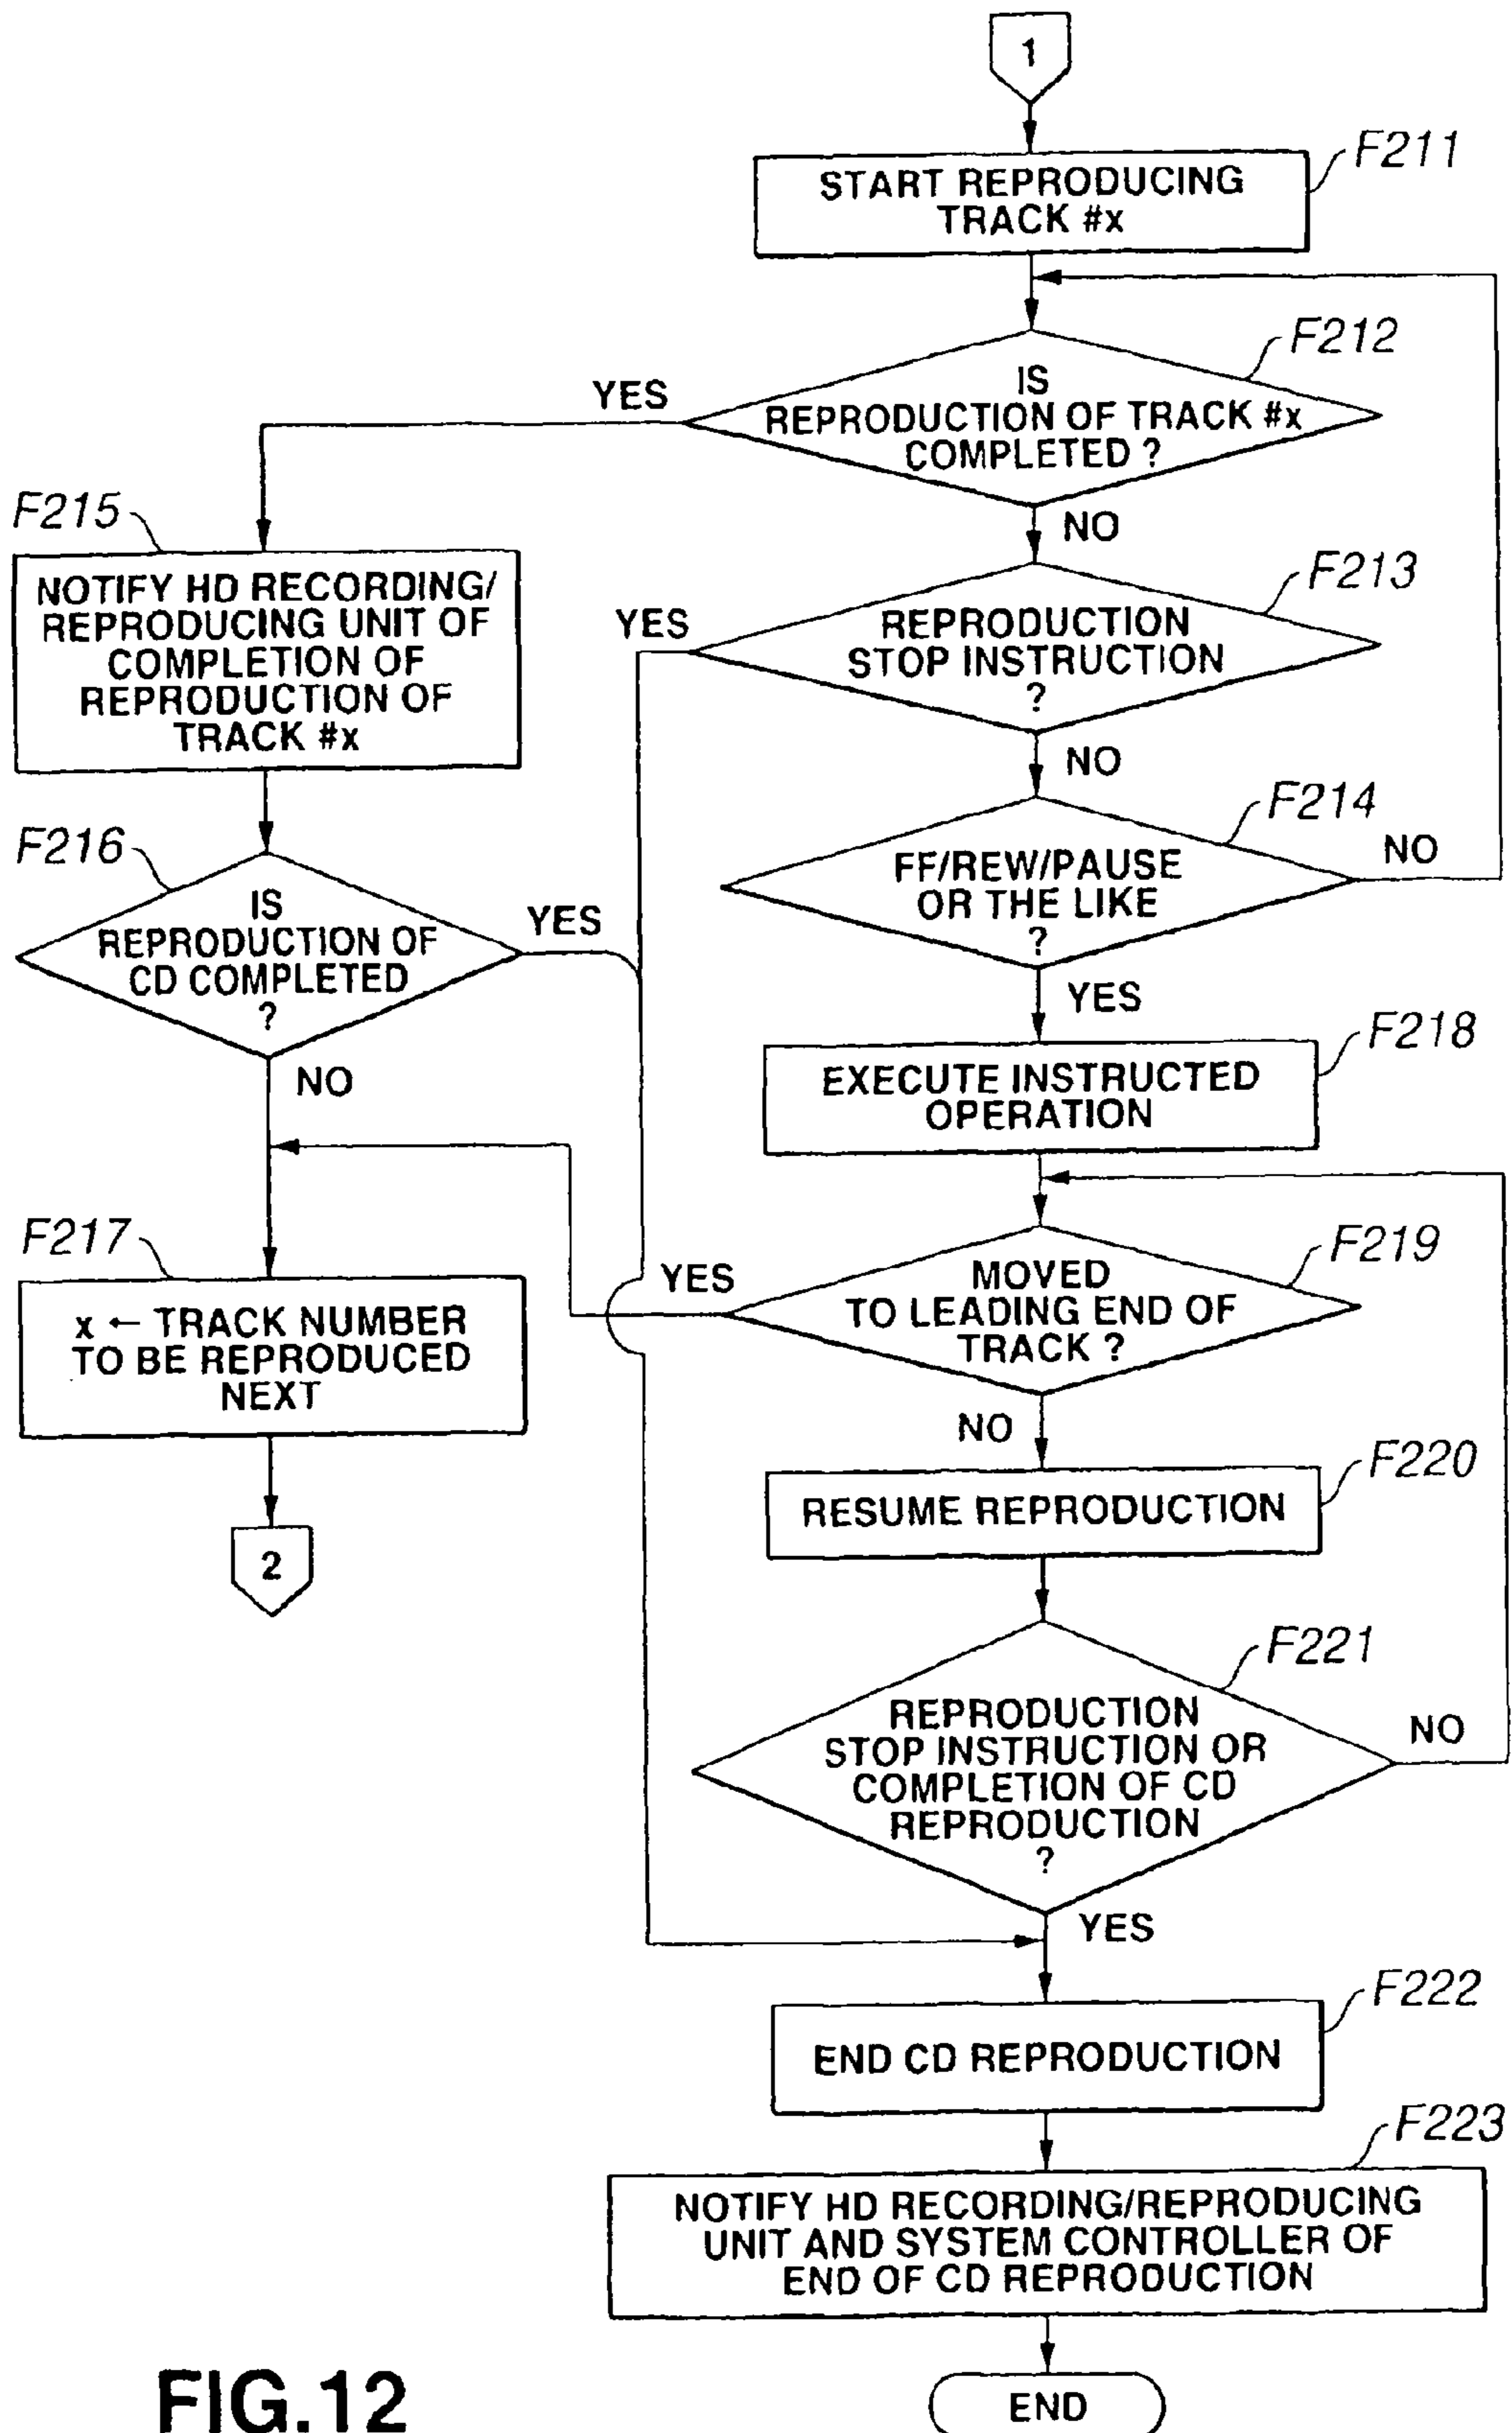 1
F211
START REPRODUCING
TRACK #x
F212
IS
REPRODUCTION OF TRACK #x
COMPLETED ?
YES
NO
F215
NOTIFY HD RECORDING/
REPRODUCING UNIT OF
COMPLETION OF
REPRODUCTION OF
TRACK #x
F213
REPRODUCTION
STOP INSTRUCTION
?
YES
NO
F214
FF/REW/PAUSE
OR THE LIKE
?
NO
YES
F216
IS
REPRODUCTION OF
CD COMPLETED
?
YES
NO
F218
EXECUTE INSTRUCTED
OPERATION
F217
x ← TRACK NUMBER
TO BE REPRODUCED
NEXT
2
F219
MOVED
TO LEADING END OF
TRACK ?
YES
NO
F220
RESUME REPRODUCTION
F221
REPRODUCTION
STOP INSTRUCTION OR
COMPLETION OF CD
REPRODUCTION
?
NO
YES
F222
END CD REPRODUCTION
F223
NOTIFY HD RECORDING/REPRODUCING
UNIT AND SYSTEM CONTROLLER OF
END OF CD REPRODUCTION
END
FIG.12